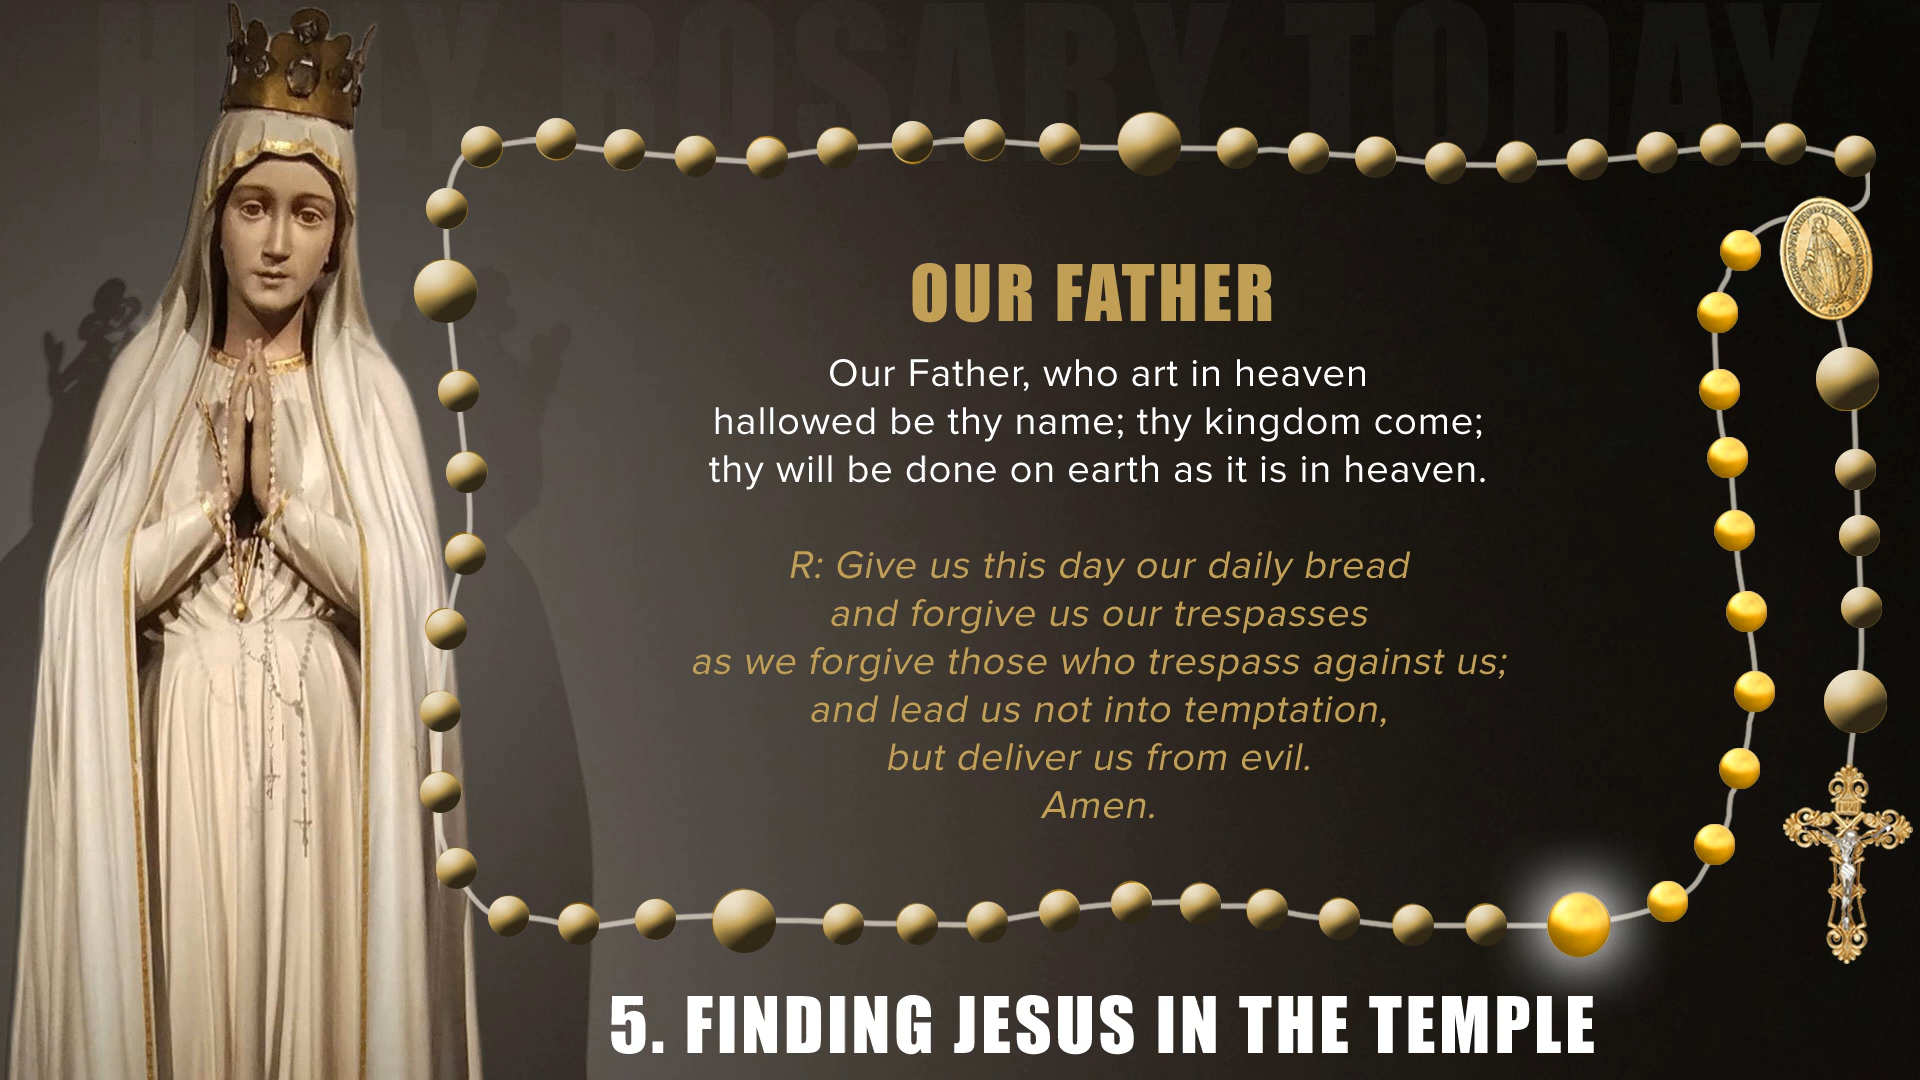 HOLY ROSARY TODAY
OUR FATHER
Our Father, who art in heaven
hallowed be thy name; thy kingdom come;
thy will be done on earth as it is in heaven.
R: Give us this day our daily bread
and forgive us our trespasses
as we forgive those who trespass against us;
and lead us not into temptation,
but deliver us from evil.
Amen.
5. FINDING JESUS IN THE TEMPLE